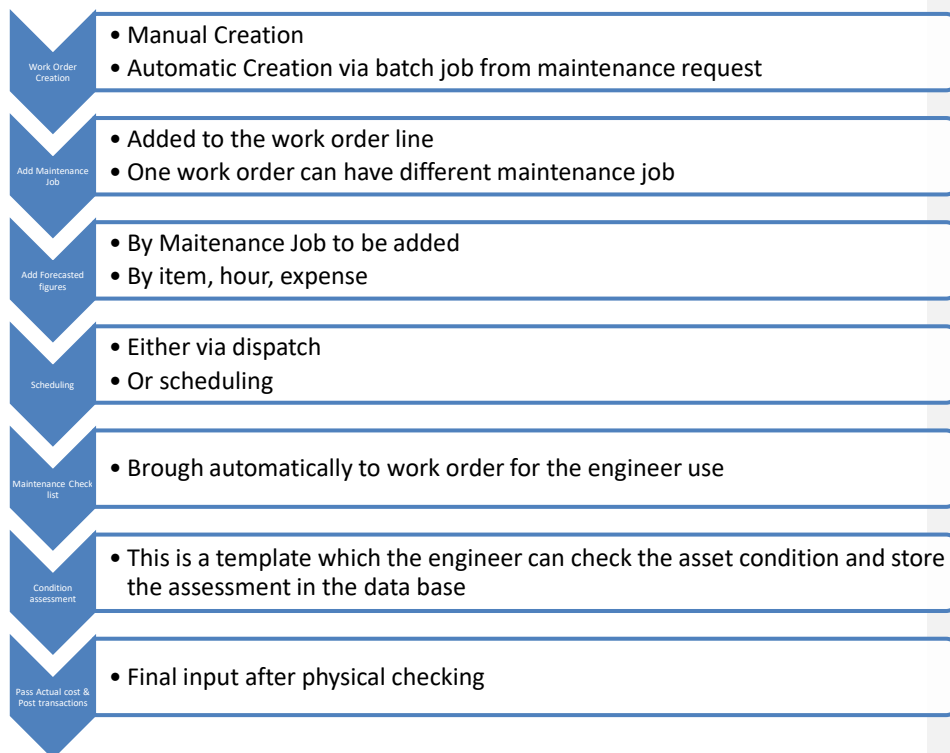 Work Order
Creation
• Manual Creation
• Automatic Creation via batch job from maintenance request
Add Maintenance
Job
• Added to the work order line
• One work order can have different maintenance job
Add Forecasted
figures
• By Maitenance Job to be added
• By item, hour, expense
Scheduling
• Either via dispatch
• Or scheduling
Maintenance Check
list
• Brough automatically to work order for the engineer use
Condition
assessment
• This is a template which the engineer can check the asset condition and store
the assessment in the data base
Pass Actual cost &
Post transactions
• Final input after physical checking